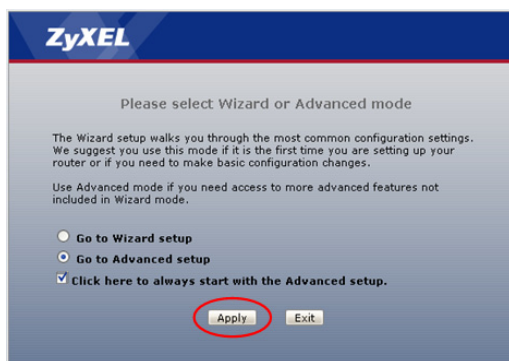 ZyXEL
Please select Wizard or Advanced mode
The Wizard setup walks you through the most common configuration settings.
We suggest you use this mode if it is the first time you are setting up your
router or if you need to make basic configuration changes.
Use Advanced mode if you need access to more advanced features not
included in Wizard mode.
Go to Wizard setup
Go to Advanced setup
Click here to always start with the Advanced setup.
Apply Exit